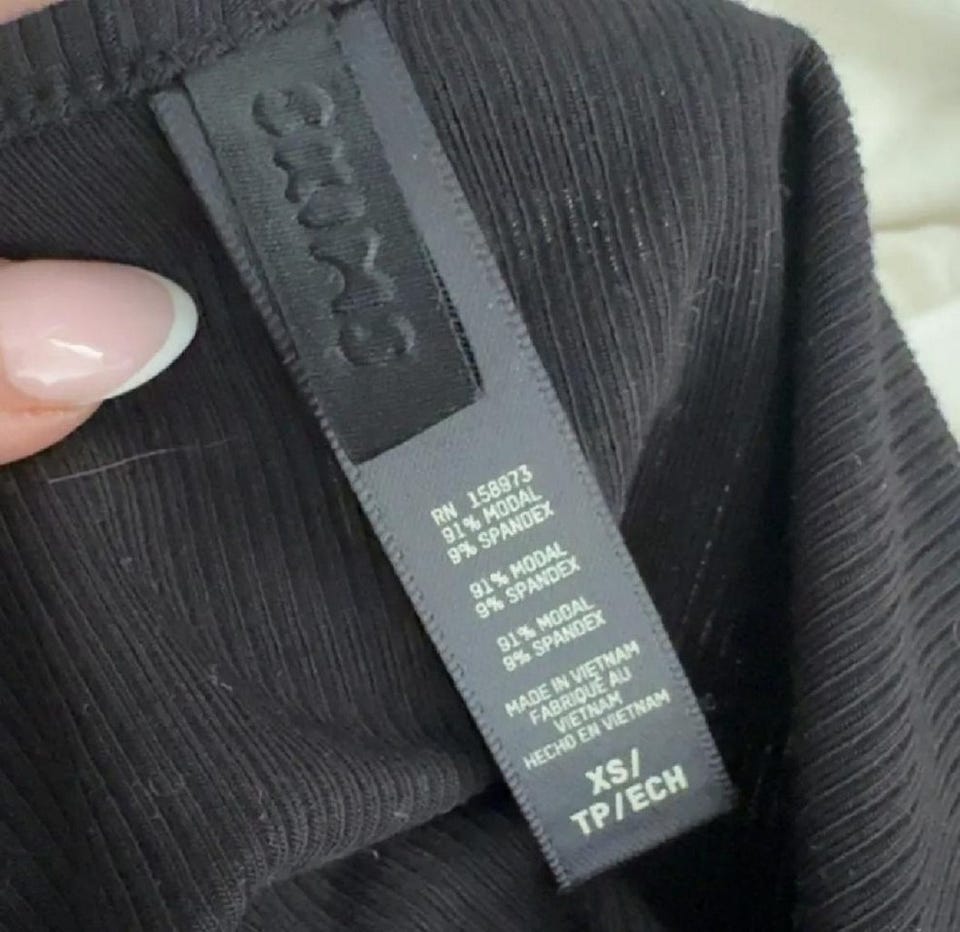 SKIMS
RN 158973
91% MODAL
9% SPANDEX
91% MODAL
9% SPANDEX
91% MODAL
9% SPANDEX
MADE IN VIETNAM
FABRIQUÉ AU
VIETNAM
HECHO EN VIETNAM
XS/
TP/ECH